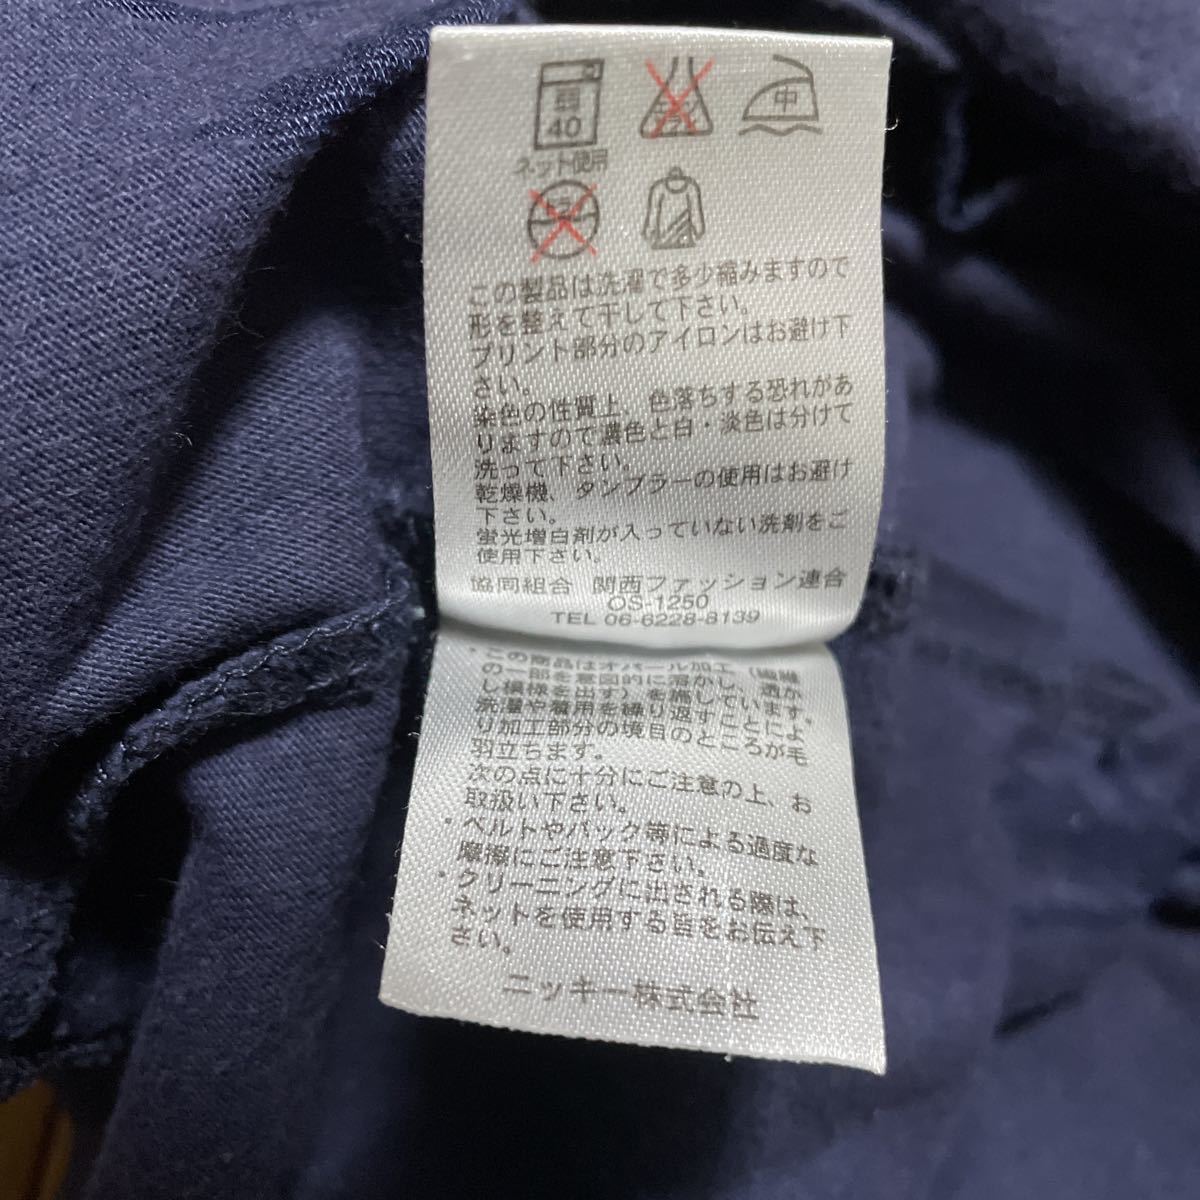 弱
40
ネット使用
エンソ
サラシ
中
ドライ
この製品は洗濯で多少縮みますので
形を整えて干して下さい。
プリント部分のアイロンはお避け下
さい。
染色の性質上、色落ちする恐れがあ
りますので濃色と白・淡色は分けて
洗って下さい。
乾燥機、タンブラーの使用はお避け
下さい。
蛍光増白剤が入っていない洗剤をご
使用下さい。
協同組合 関西ファッション連合
OS-1250
TEL 06-6228-8139
・この商品はオパール加工（繊維
の一部を意図的に溶かし、透か
し模様を出す）を施しています。
洗濯や着用を繰り返すことによ
り加工部分の境目のところが毛
羽立ちます。
次の点に十分にご注意の上、お
取扱い下さい。
・ベルトやバック等による過度な
摩擦にご注意下さい。
・クリーニングに出される際は、
ネットを使用する旨をお伝え下
さい。
ニッキー株式会社